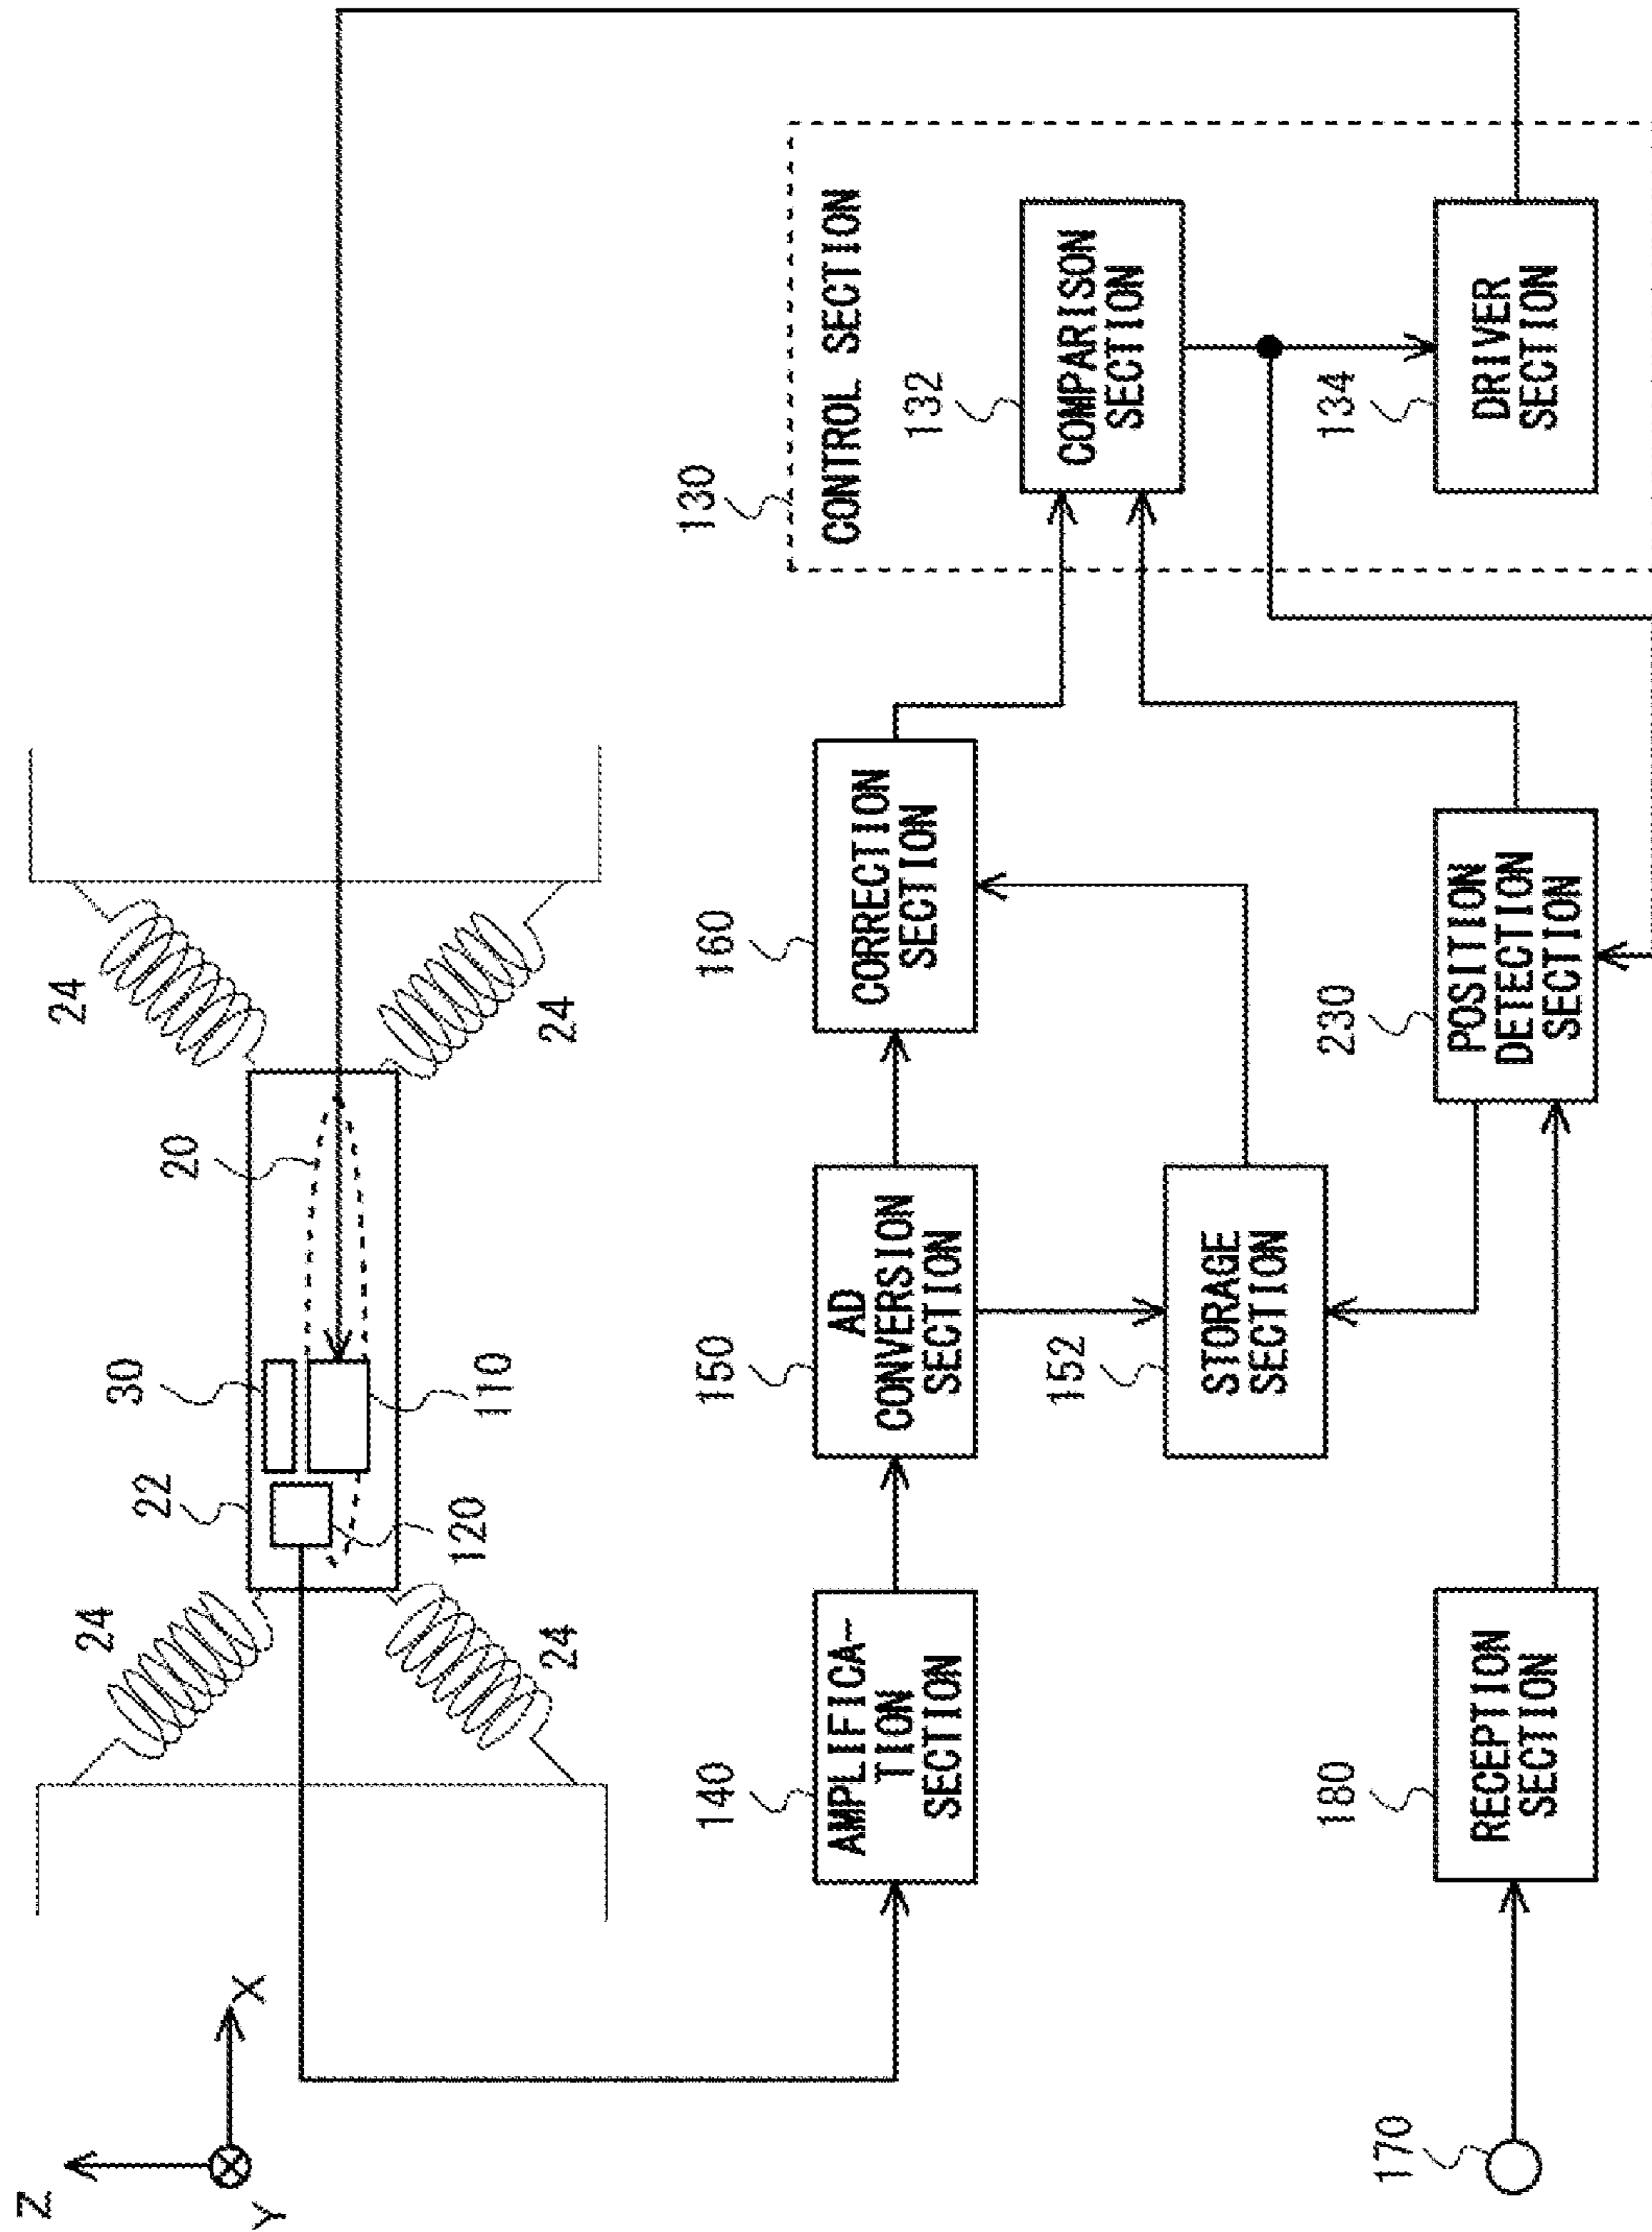 Z
X
Y
24
24
24
24
22
30
20
120
110
130
CONTROL SECTION
132
COMPARISON
SECTION
134
DRIVER
SECTION
140
AMPLIFICA-
TION
SECTION
150
AD
CONVERSION
SECTION
160
CORRECTION
SECTION
152
STORAGE
SECTION
170
180
RECEPTION
SECTION
230
POSITION
DETECTION
SECTION